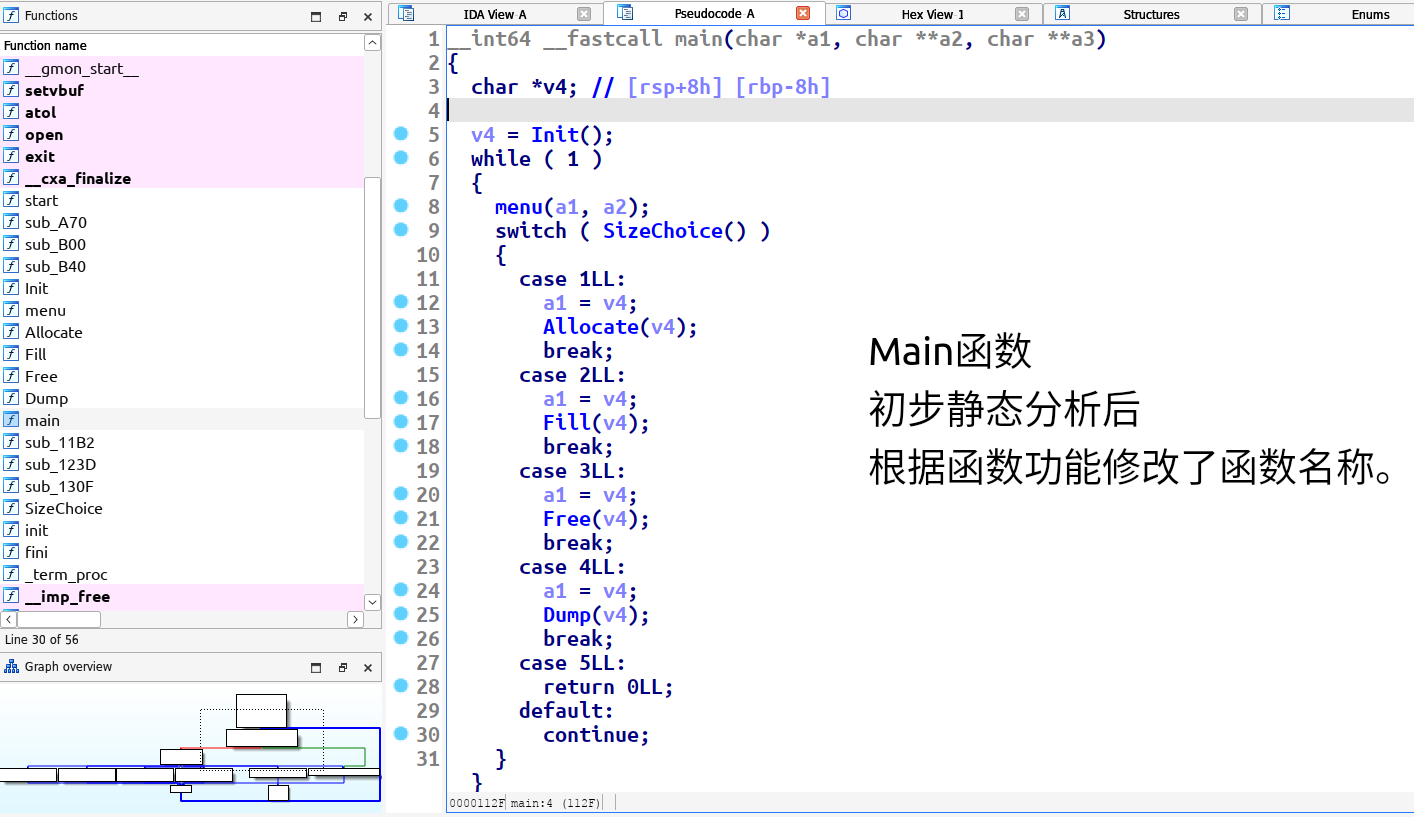 Functions
Function name
__gmon_start__
setvbuf
atol
open
exit
__cxa_finalize
start
sub_A70
sub_B00
sub_B40
Init
menu
Allocate
Fill
Free
Dump
main
sub_11B2
sub_123D
sub_130F
SizeChoice
init
fini
_term_proc
__imp_free
Line 30 of 56
Graph overview
IDA View-A
Pseudocode-A
Hex View-1
Structures
Enums
1 __int64 __fastcall main(char *a1, char **a2, char **a3)
2 {
3 char *v4; // [rsp+8h] [rbp-8h]
4
5 v4 = Init();
6 while ( 1 )
7 {
8 menu(a1, a2);
9 switch ( SizeChoice() )
10 {
11 case 1LL:
12 a1 = v4;
13 Allocate(v4);
14 break;
15 case 2LL:
16 a1 = v4;
17 Fill(v4);
18 break;
19 case 3LL:
20 a1 = v4;
21 Free(v4);
22 break;
23 case 4LL:
24 a1 = v4;
25 Dump(v4);
26 break;
27 case 5LL:
28 return 0LL;
29 default:
30 continue;
31 }
}
Main函数
初步静态分析后
根据函数功能修改了函数名称。
0000112F main:4 (112F)